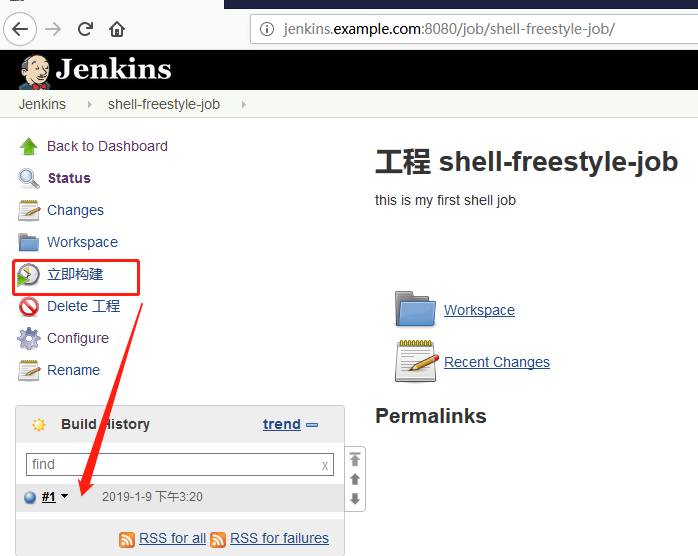 jenkins.example.com:8080/job/shell-freestyle-job/
Jenkins
Jenkins shell-freestyle-job
Back to Dashboard
Status
Changes
Workspace
立即构建
Delete 工程
Configure
Rename
Build History trend
find x
#1 2019-1-9 下午3:20
RSS for all RSS for failures
工程 shell-freestyle-job
this is my first shell job
Workspace
Recent Changes
Permalinks